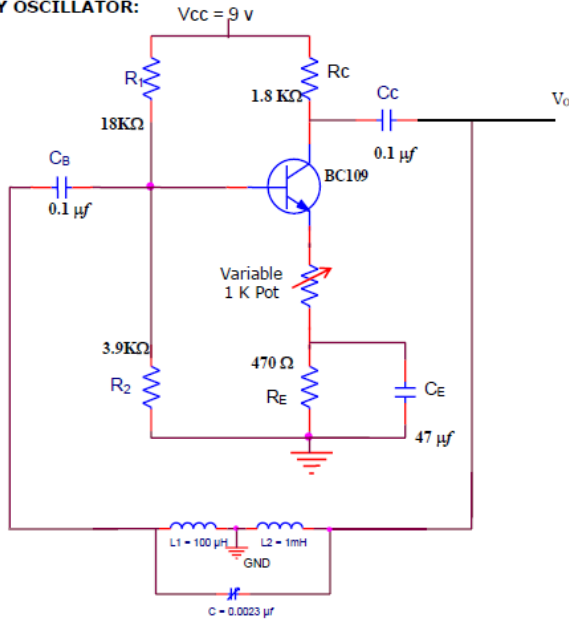 Y OSCILLATOR:
Vcc = 9 v
R1
Rc
1.8 KΩ
Cc
Vo
18KΩ
0.1 µf
CB
BC109
0.1 µf
Variable
1 K Pot
3.9KΩ
470 Ω
R2
RE
CE
47 µf
L1 = 100 µH
L2 = 1mH
GND
C = 0.0023 µf